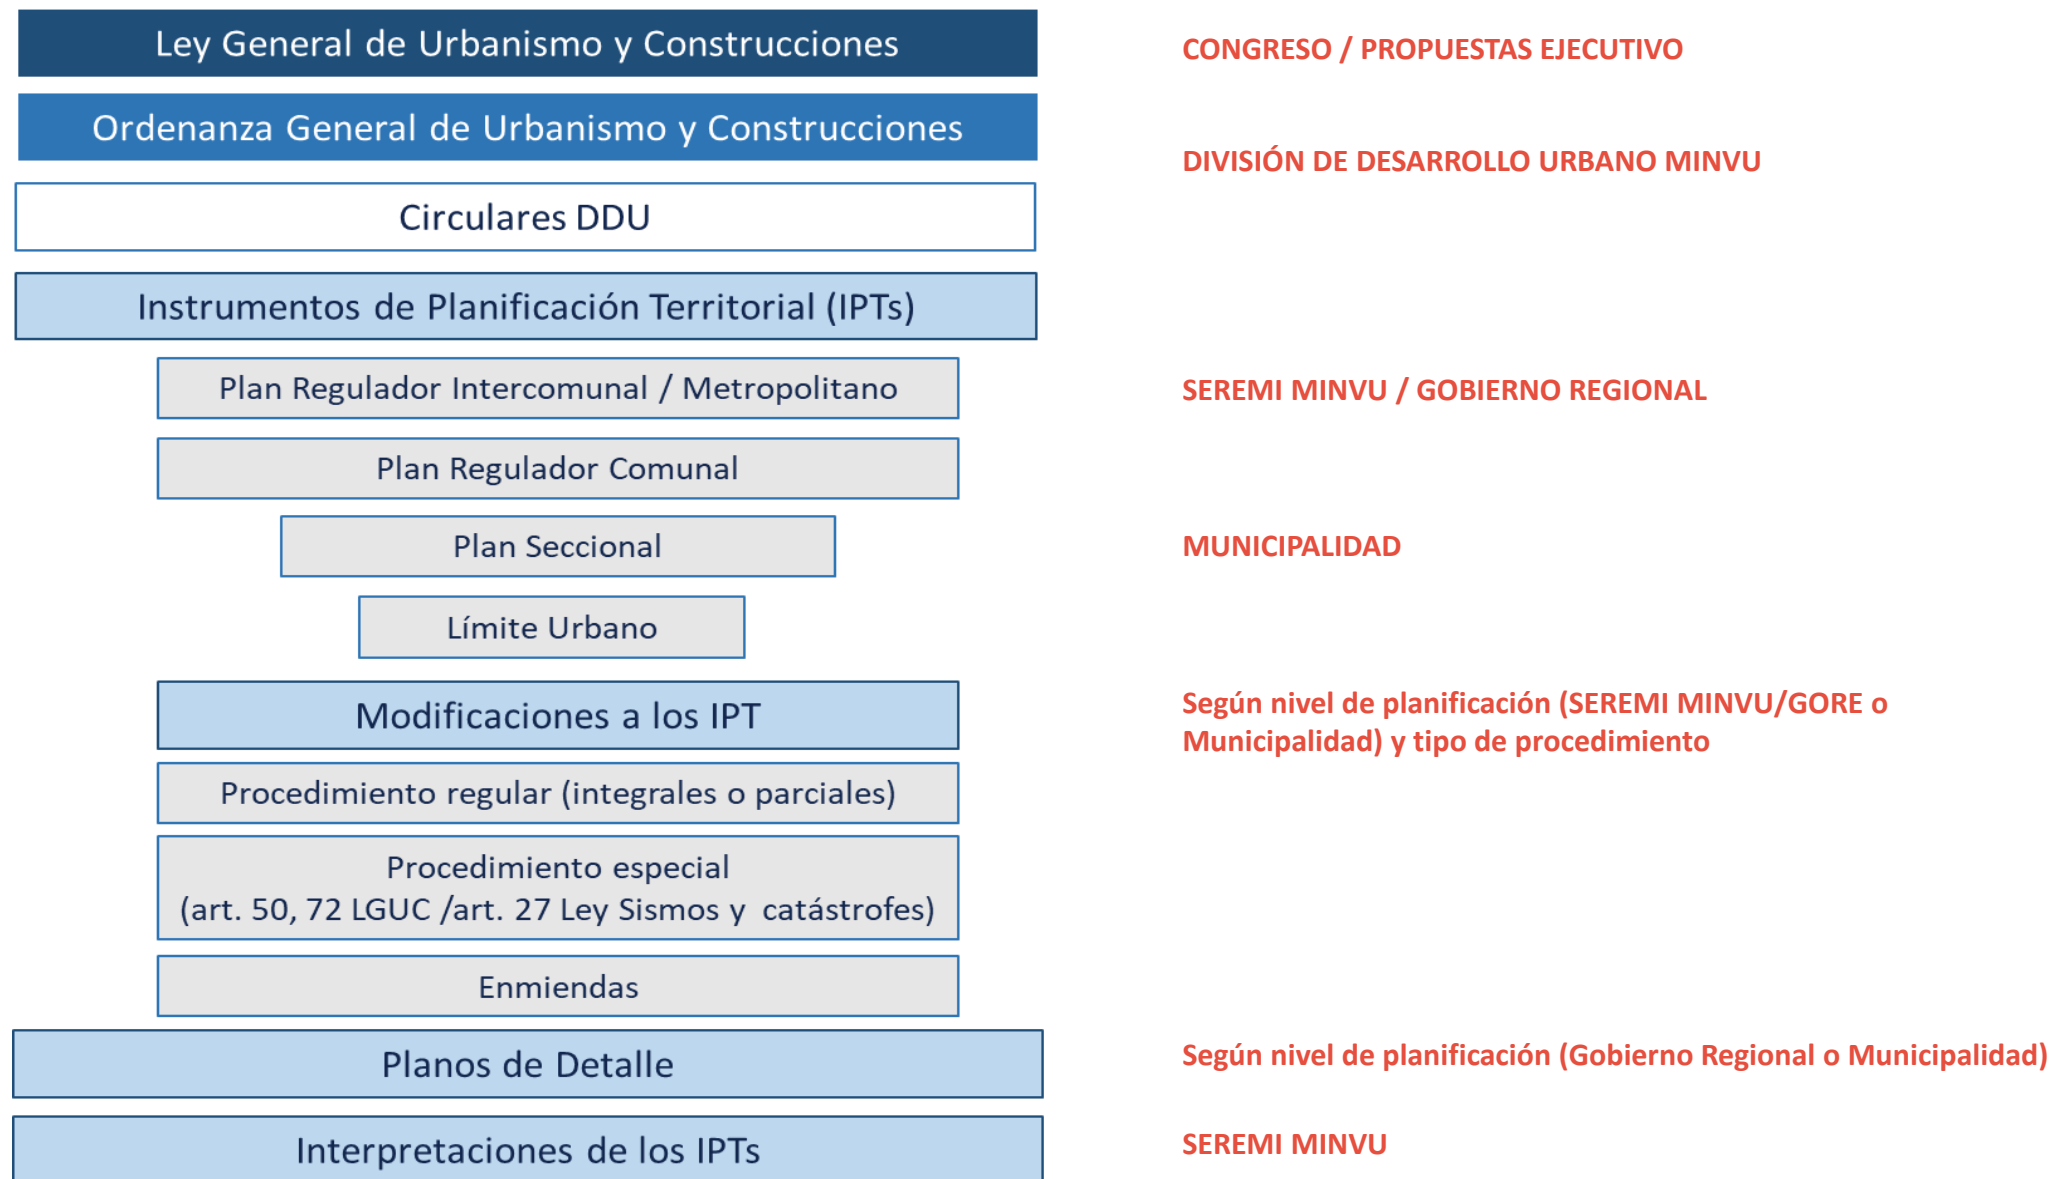 Ley General de Urbanismo y Construcciones
CONGRESO / PROPUESTAS EJECUTIVO
Ordenanza General de Urbanismo y Construcciones
DIVISIÓN DE DESARROLLO URBANO MINVU
Circulares DDU
Instrumentos de Planificación Territorial (IPTs)
Plan Regulador Intercomunal / Metropolitano
SEREMI MINVU / GOBIERNO REGIONAL
Plan Regulador Comunal
Plan Seccional
MUNICIPALIDAD
Límite Urbano
Modificaciones a los IPT
Según nivel de planificación (SEREMI MINVU/GORE o
Municipalidad) y tipo de procedimiento
Procedimiento regular (integrales o parciales)
Procedimiento especial
(art. 50, 72 LGUC /art. 27 Ley Sismos y catástrofes)
Enmiendas
Planos de Detalle
Según nivel de planificación (Gobierno Regional o Municipalidad)
Interpretaciones de los IPTs
SEREMI MINVU